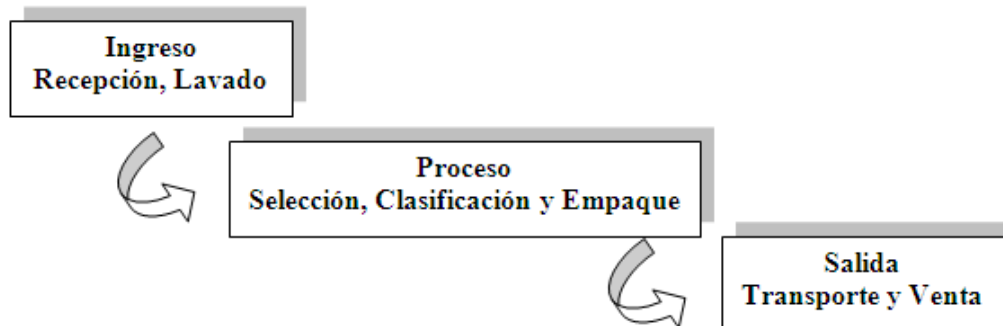 Ingreso
Recepción, Lavado
Proceso
Selección, Clasificación y Empaque
Salida
Transporte y Venta